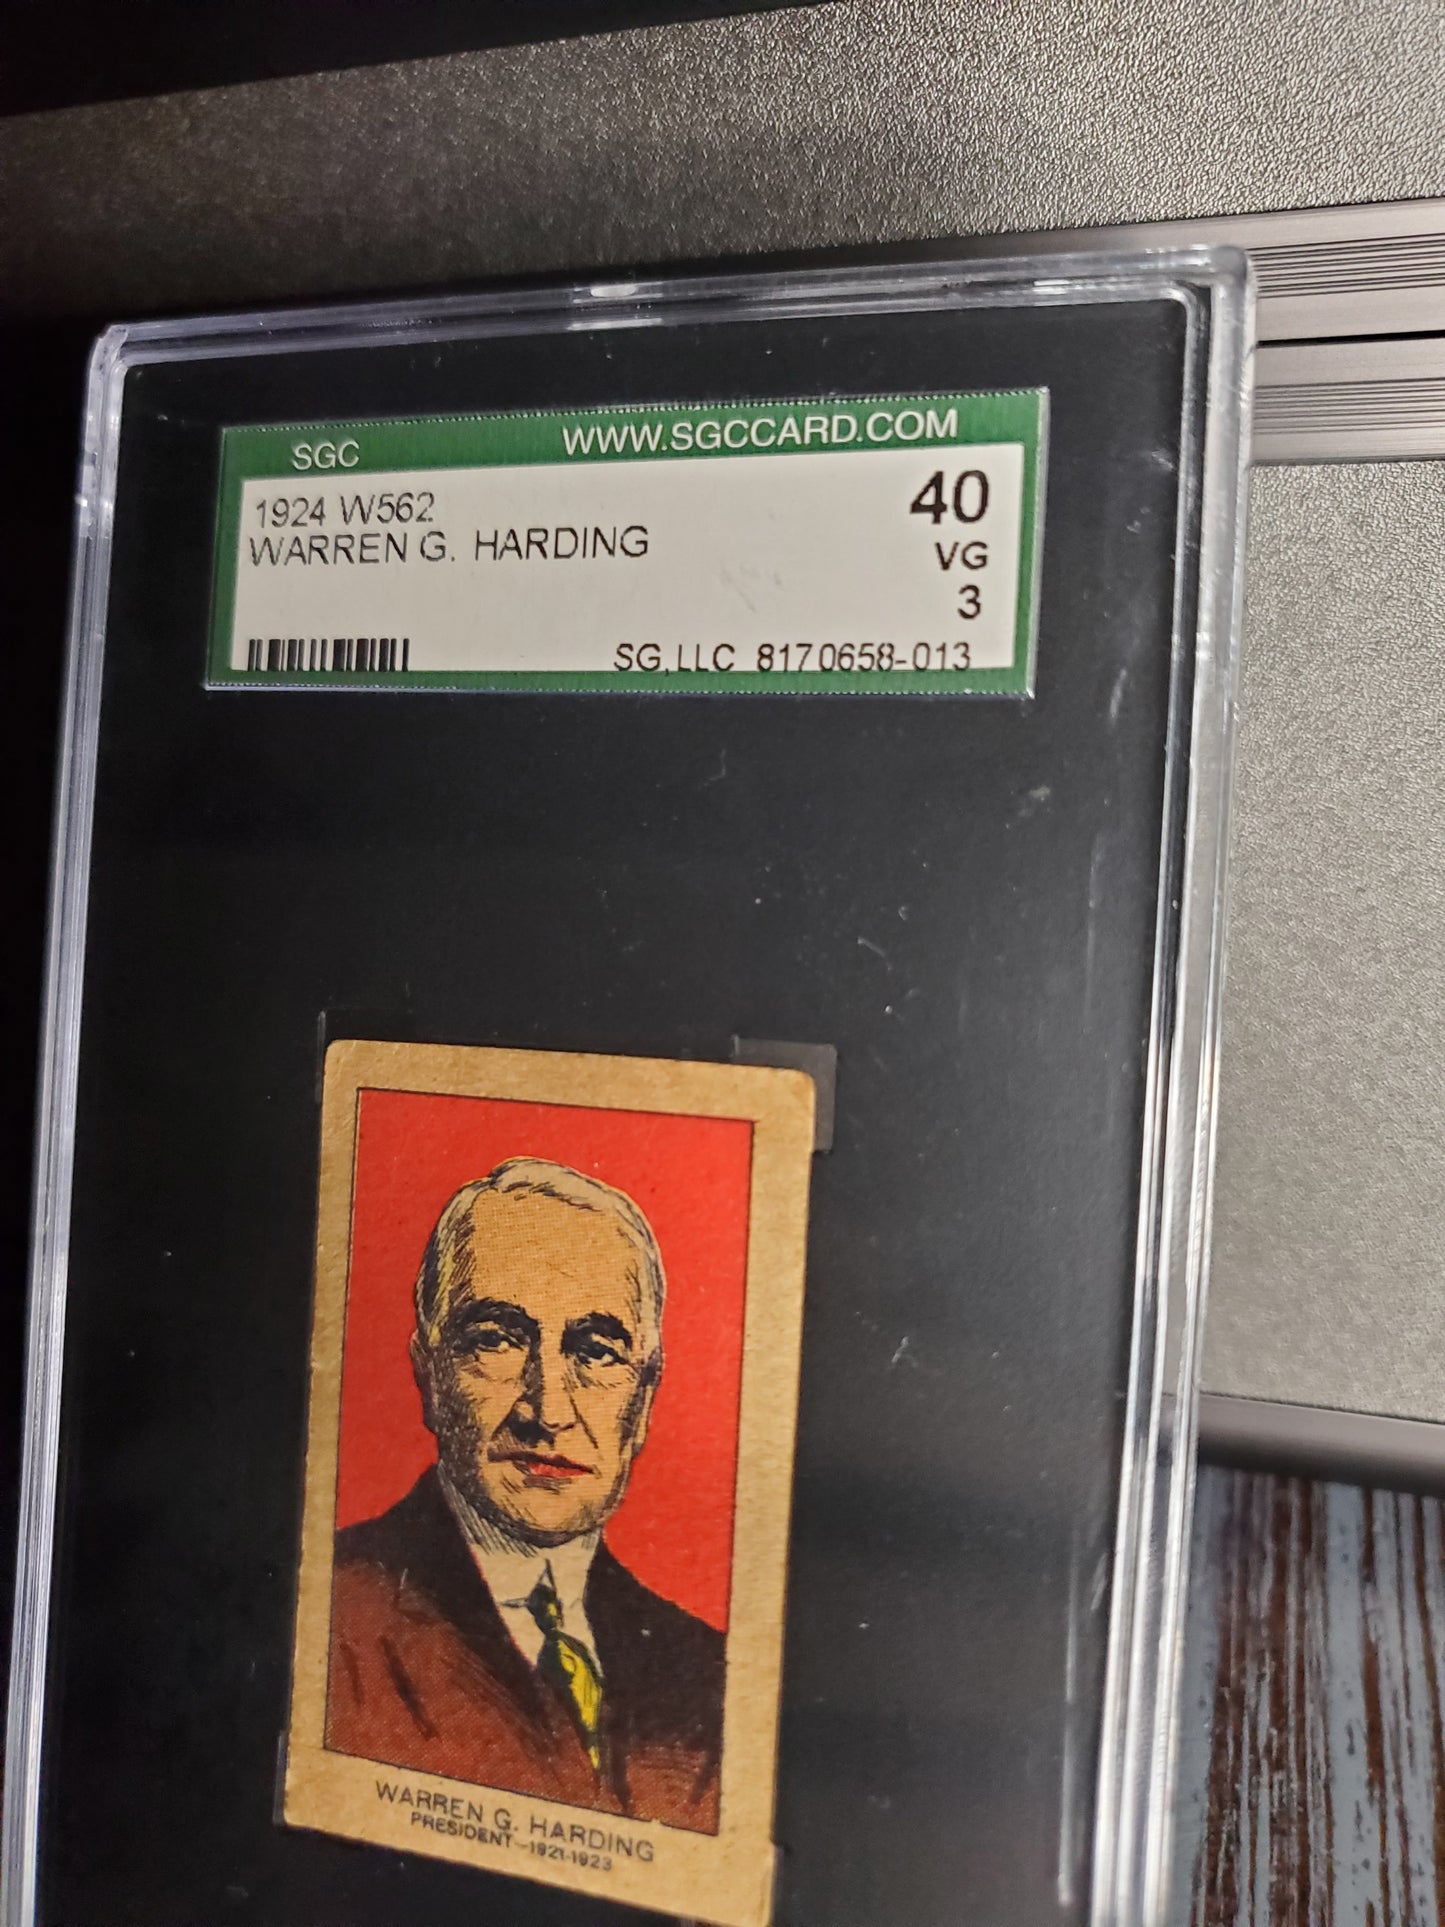 SGC WWW.SGCCARD.COM
1924 W562 40
WARREN G. HARDING VG
3
SG,LLC 8170658-013
WARREN G. HARDING
PRESIDENT-1921-1923